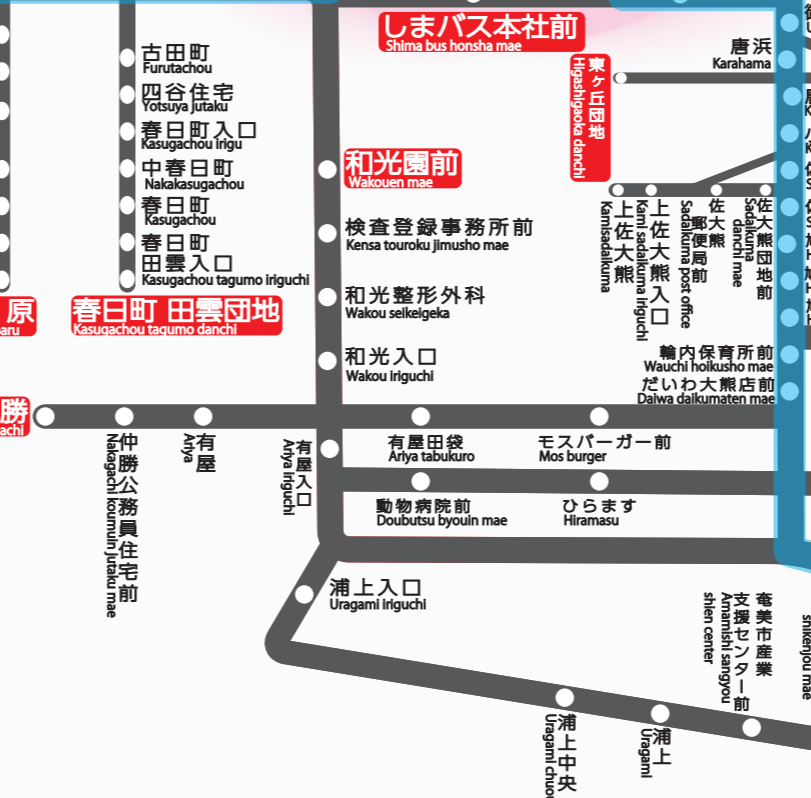 しまバス本社前
Shima bus honsha mae
古田町
Furutachou
四谷住宅
Yotsuya jutaku
春日町入口
Kasugachou irigu
中春日町
Nakakasugachou
春日町
Kasugachou
春日町
田雲入口
Kasugachou tagumo iriguchi
原
春日町 田雲団地
Kasugachou tagumo danchi
和光園前
Wakouen mae
検査登録事務所前
Kensa touroku jimusho mae
和光整形外科
Wakou seikeigeka
和光入口
Wakou iriguchi
唐浜
Karahama
東ヶ丘団地
Higashigaoka danchi
上佐大熊
Kamisadaikuma
上佐大熊入口
Kami sadaikuma iriguchi
佐大熊
郵便局前
Sadaikuma post office
佐大熊団地前
Sadaikuma
danchi mae
輪内保育所前
Wauchi hoikusho mae
だいわ大熊店前
Daiwa daikumaten mae
勝
仲勝公務員住宅前
Nakagachi koumuin jutaku mae
有屋
Ariya
有屋入口
Ariya iriguchi
有屋田袋
Ariya tabukuro
モスバーガー前
Mos burger
動物病院前
Doubutsu byouin mae
ひらます
Hiramasu
浦上入口
Uragami iriguchi
浦上中央
Uragami chuo
浦上
Uragami
奄美市産業
支援センター前
Amamishi sangyou
shien center
shikenjou mae